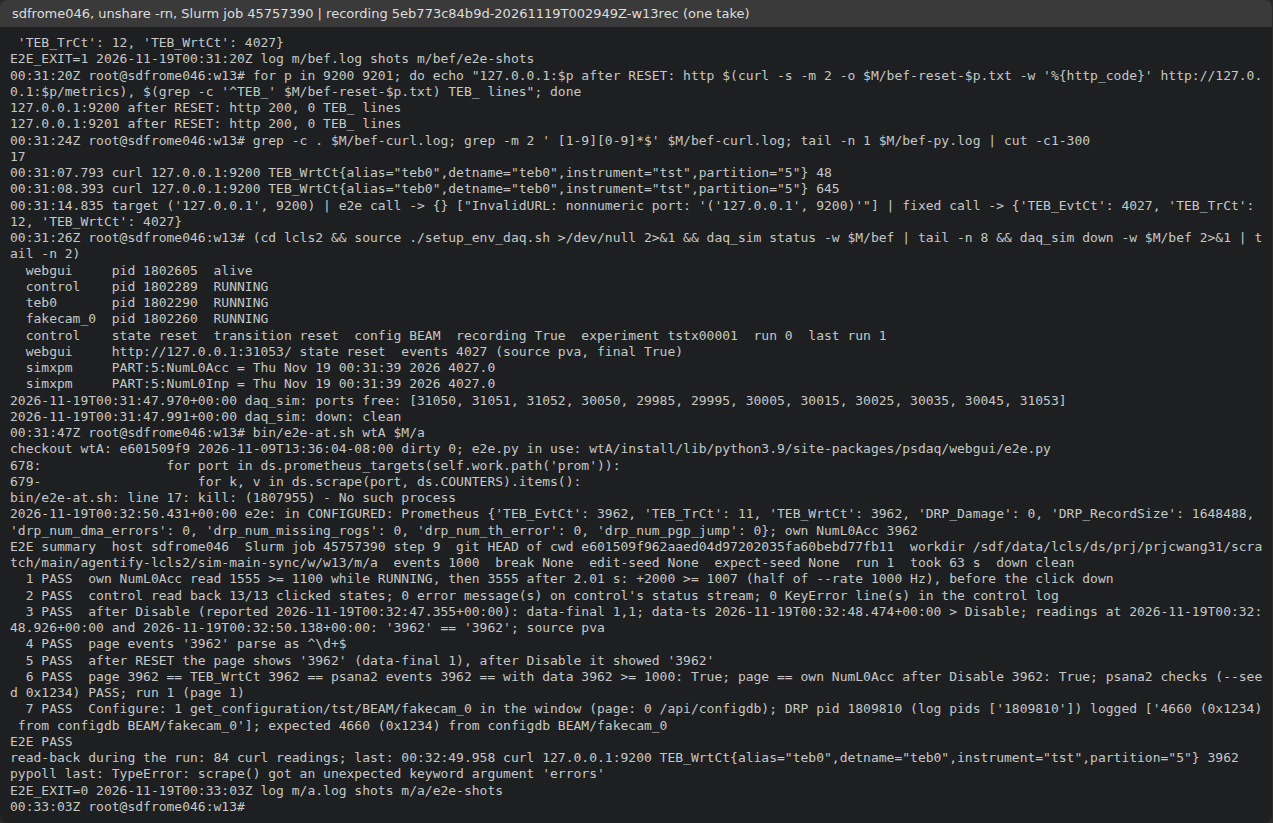 sdfrome046, unshare -rn, Slurm job 45757390 | recording 5eb773c84b9d-20261119T002949Z-w13rec (one take)
 'TEB_TrCt': 12, 'TEB_WrtCt': 4027}
E2E_EXIT=1 2026-11-19T00:31:20Z log m/bef.log shots m/bef/e2e-shots
00:31:20Z root@sdfrome046:w13# for p in 9200 9201; do echo "127.0.0.1:$p after RESET: http $(curl -s -m 2 -o $M/bef-reset-$p.txt -w '%{http_code}' http://127.0.
0.1:$p/metrics), $(grep -c '^TEB_' $M/bef-reset-$p.txt) TEB_ lines"; done
127.0.0.1:9200 after RESET: http 200, 0 TEB_ lines
127.0.0.1:9201 after RESET: http 200, 0 TEB_ lines
00:31:24Z root@sdfrome046:w13# grep -c . $M/bef-curl.log; grep -m 2 ' [1-9][0-9]*$' $M/bef-curl.log; tail -n 1 $M/bef-py.log | cut -c1-300
17
00:31:07.793 curl 127.0.0.1:9200 TEB_WrtCt{alias="teb0",detname="teb0",instrument="tst",partition="5"} 48
00:31:08.393 curl 127.0.0.1:9200 TEB_WrtCt{alias="teb0",detname="teb0",instrument="tst",partition="5"} 645
00:31:14.835 target ('127.0.0.1', 9200) | e2e call -> {} ["InvalidURL: nonnumeric port: '('127.0.0.1', 9200)'"] | fixed call -> {'TEB_EvtCt': 4027, 'TEB_TrCt':
12, 'TEB_WrtCt': 4027}
00:31:26Z root@sdfrome046:w13# (cd lcls2 && source ./setup_env_daq.sh >/dev/null 2>&1 && daq_sim status -w $M/bef | tail -n 8 && daq_sim down -w $M/bef 2>&1 | t
ail -n 2)
  webgui     pid 1802605  alive
  control    pid 1802289  RUNNING
  teb0       pid 1802290  RUNNING
  fakecam_0  pid 1802260  RUNNING
  control    state reset  transition reset  config BEAM  recording True  experiment tstx00001  run 0  last run 1
  webgui     http://127.0.0.1:31053/ state reset  events 4027 (source pva, final True)
  simxpm     PART:5:NumL0Acc = Thu Nov 19 00:31:39 2026 4027.0
  simxpm     PART:5:NumL0Inp = Thu Nov 19 00:31:39 2026 4027.0
2026-11-19T00:31:47.970+00:00 daq_sim: ports free: [31050, 31051, 31052, 30050, 29985, 29995, 30005, 30015, 30025, 30035, 30045, 31053]
2026-11-19T00:31:47.991+00:00 daq_sim: down: clean
00:31:47Z root@sdfrome046:w13# bin/e2e-at.sh wtA $M/a
checkout wtA: e601509f9 2026-11-09T13:36:04-08:00 dirty 0; e2e.py in use: wtA/install/lib/python3.9/site-packages/psdaq/webgui/e2e.py
678:                for port in ds.prometheus_targets(self.work.path('prom')):
679-                    for k, v in ds.scrape(port, ds.COUNTERS).items():
bin/e2e-at.sh: line 17: kill: (1807955) - No such process
2026-11-19T00:32:50.431+00:00 e2e: in CONFIGURED: Prometheus {'TEB_EvtCt': 3962, 'TEB_TrCt': 11, 'TEB_WrtCt': 3962, 'DRP_Damage': 0, 'DRP_RecordSize': 1648488,
'drp_num_dma_errors': 0, 'drp_num_missing_rogs': 0, 'drp_num_th_error': 0, 'drp_num_pgp_jump': 0}; own NumL0Acc 3962
E2E summary  host sdfrome046  Slurm job 45757390 step 9  git HEAD of cwd e601509f962aaed04d97202035fa60bebd77fb11  workdir /sdf/data/lcls/ds/prj/prjcwang31/scra
tch/main/agentify-lcls2/sim-main-sync/w/w13/m/a  events 1000  break None  edit-seed None  expect-seed None  run 1  took 63 s  down clean
  1 PASS  own NumL0Acc read 1555 >= 1100 while RUNNING, then 3555 after 2.01 s: +2000 >= 1007 (half of --rate 1000 Hz), before the click down
  2 PASS  control read back 13/13 clicked states; 0 error message(s) on control's status stream; 0 KeyError line(s) in the control log
  3 PASS  after Disable (reported 2026-11-19T00:32:47.355+00:00): data-final 1,1; data-ts 2026-11-19T00:32:48.474+00:00 > Disable; readings at 2026-11-19T00:32:
48.926+00:00 and 2026-11-19T00:32:50.138+00:00: '3962' == '3962'; source pva
  4 PASS  page events '3962' parse as ^\d+$
  5 PASS  after RESET the page shows '3962' (data-final 1), after Disable it showed '3962'
  6 PASS  page 3962 == TEB_WrtCt 3962 == psana2 events 3962 == with data 3962 >= 1000: True; page == own NumL0Acc after Disable 3962: True; psana2 checks (--see
d 0x1234) PASS; run 1 (page 1)
  7 PASS  Configure: 1 get_configuration/tst/BEAM/fakecam_0 in the window (page: 0 /api/configdb); DRP pid 1809810 (log pids ['1809810']) logged ['4660 (0x1234)
 from configdb BEAM/fakecam_0']; expected 4660 (0x1234) from configdb BEAM/fakecam_0
E2E PASS
read-back during the run: 84 curl readings; last: 00:32:49.958 curl 127.0.0.1:9200 TEB_WrtCt{alias="teb0",detname="teb0",instrument="tst",partition="5"} 3962
pypoll last: TypeError: scrape() got an unexpected keyword argument 'errors'
E2E_EXIT=0 2026-11-19T00:33:03Z log m/a.log shots m/a/e2e-shots
00:33:03Z root@sdfrome046:w13#